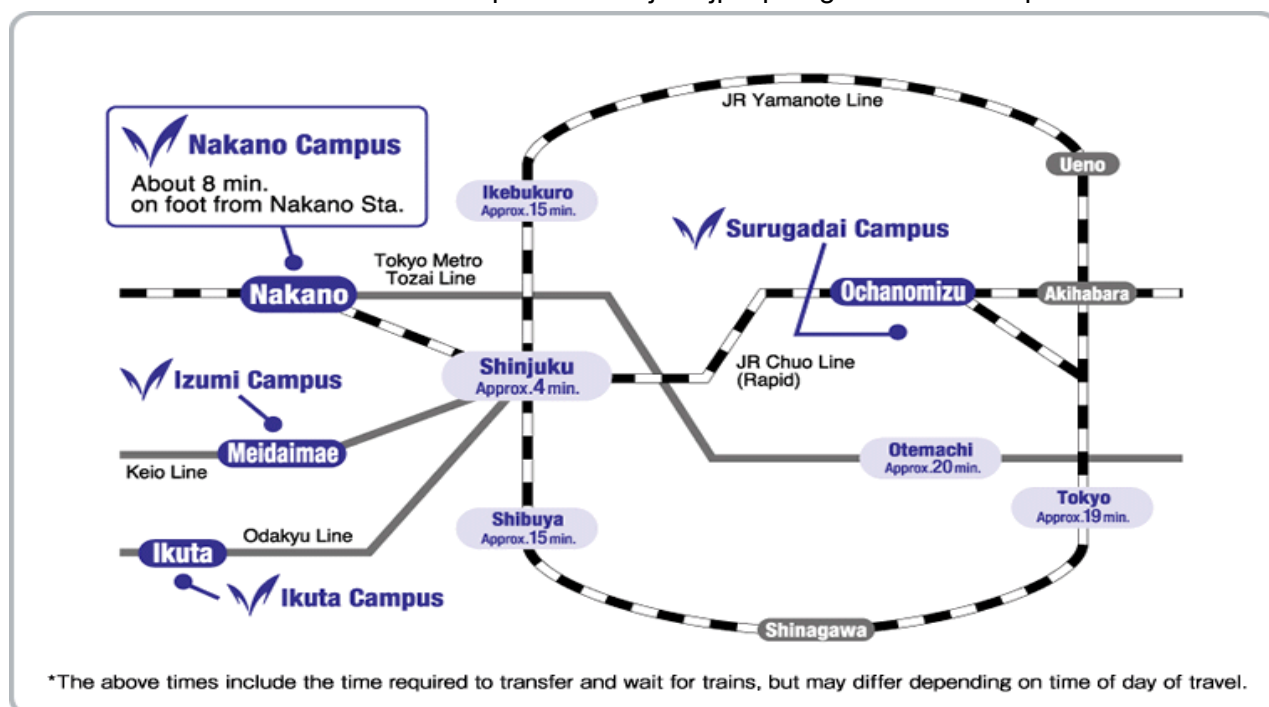 JR Yamanote Line
Nakano Campus
About 8 min.
on foot from Nakano Sta.
Ueno
Ikebukuro
Approx.15 min.
Surugadai Campus
Tokyo Metro
Tozai Line
Nakano
Ochanomizu
Akihabara
Shinjuku
Approx.4 min.
JR Chuo Line
(Rapid)
Izumi Campus
Meidaimae
Keio Line
Otemachi
Approx.20 min.
Tokyo
Approx.19 min.
Shibuya
Approx.15 min.
Odakyu Line
Ikuta
Ikuta Campus
Shinagawa
*The above times include the time required to transfer and wait for trains, but may differ depending on time of day of travel.